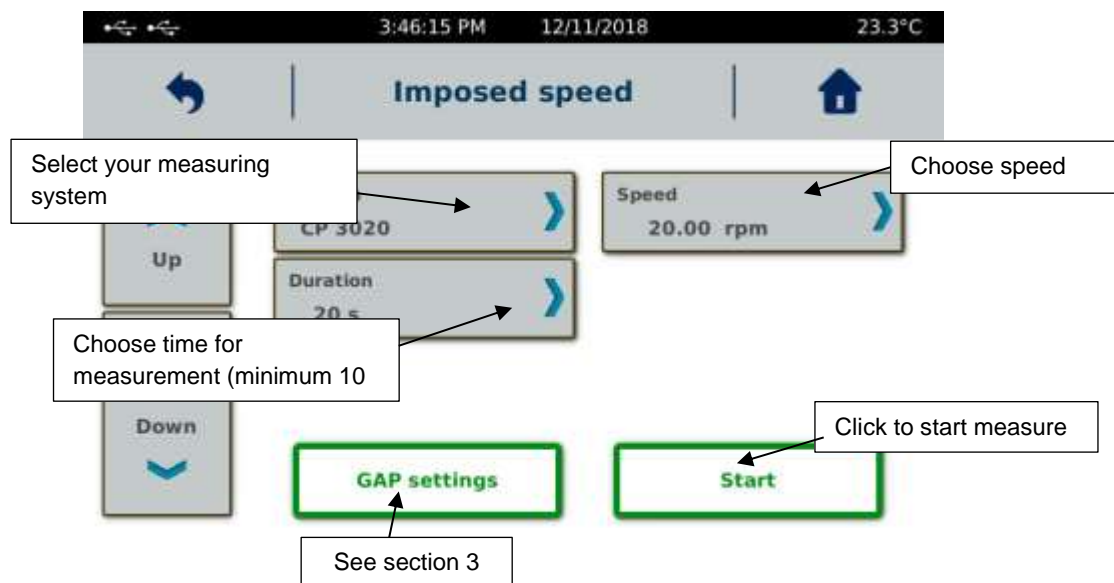 3:46:15 PM 12/11/2018 23.3°C
Imposed speed
Select your measuring
system
Choose speed
CP 3020
Speed
20.00 rpm
Up
Duration
20 s
Choose time for
measurement (minimum 10
Down
Click to start measure
GAP settings
Start
See section 3